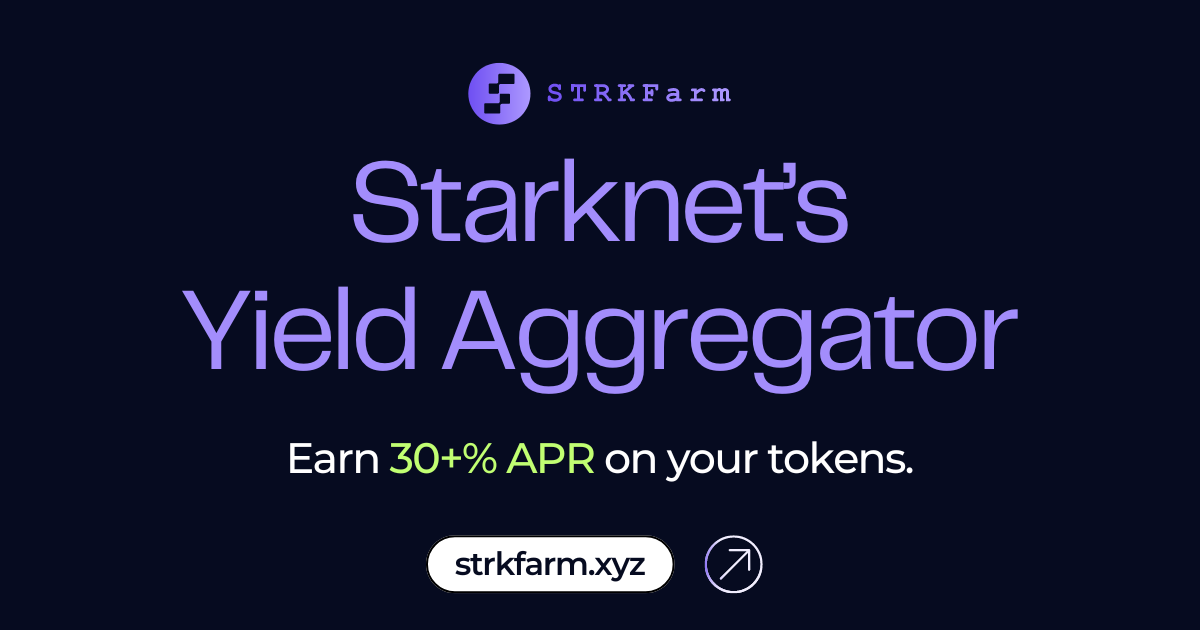 STRKFarm
Starknet’s
Yield Aggregator
Earn 30+% APR on your tokens.
strkfarm.xyz